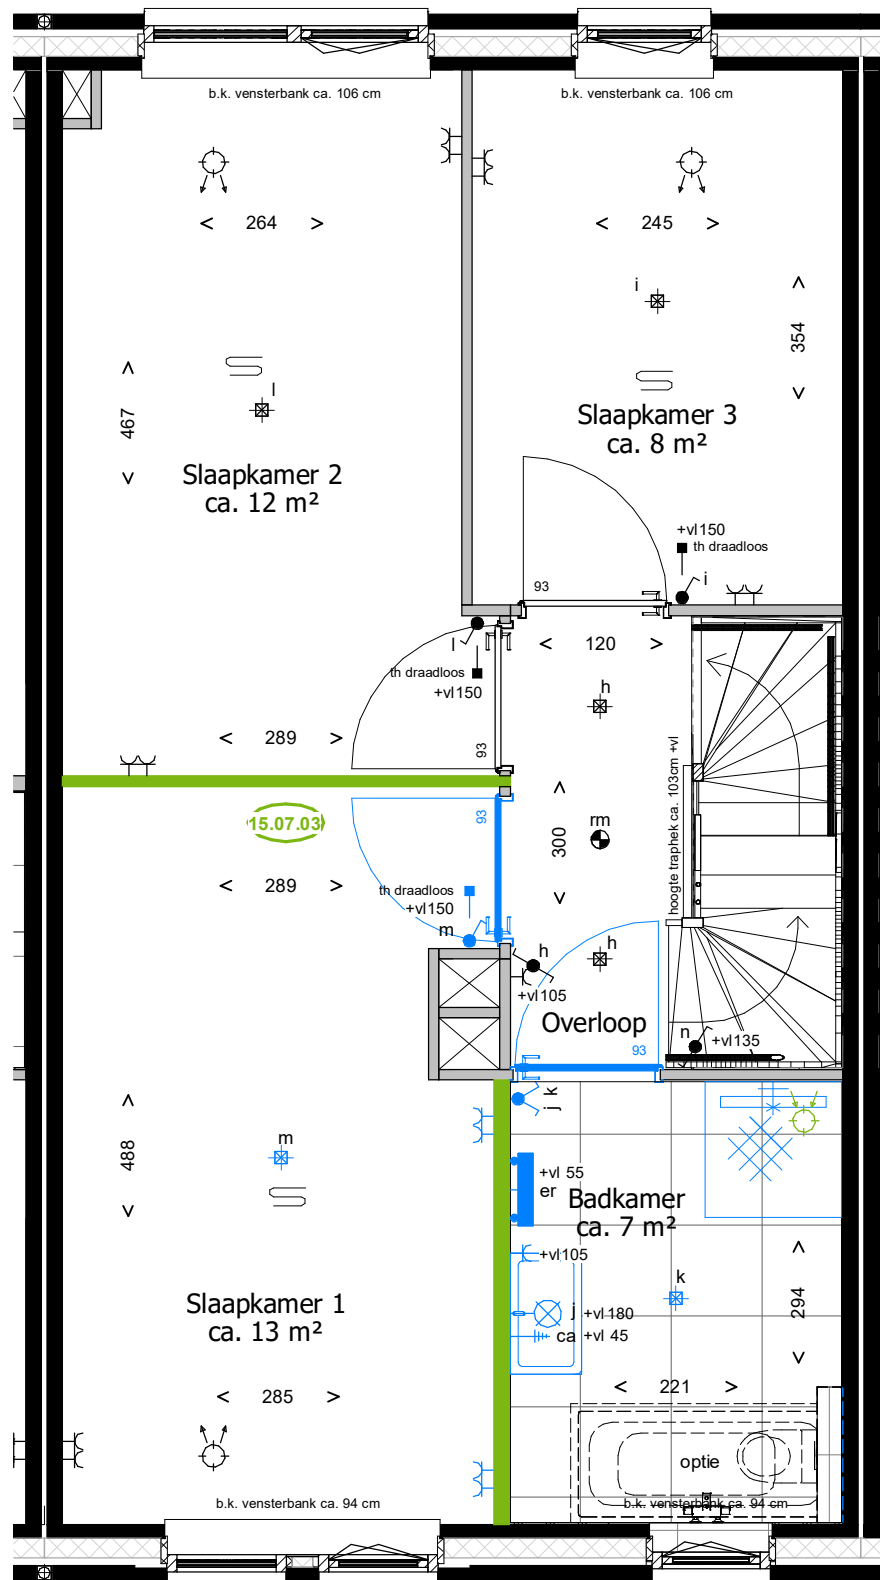 b.k. vensterbank ca. 106 cm
b.k. vensterbank ca. 106 cm
< 264 >
< 245 >
i
< 354 >
l
< 467 >
Slaapkamer 3
ca. 8 m²
Slaapkamer 2
ca. 12 m²
+vl150
th draadloos
i
93
l
th draadloos
+vl150
< 120 >
h
< 289 >
93
hoogte traphek ca. 103cm +vl
15.07.03
93
rm
< 300 >
< 289 >
th draadloos
+vl150
m
h
h
+vl105
Overloop
93
n
+vl135
j k
< 488 >
m
+vl 55
er
Badkamer
ca. 7 m²
+vl105
k
< 294 >
Slaapkamer 1
ca. 13 m²
j +vl180
ca +vl 45
< 285 >
< 221 >
optie
b.k. vensterbank ca. 94 cm
b.k. vensterbank ca. 94 cm